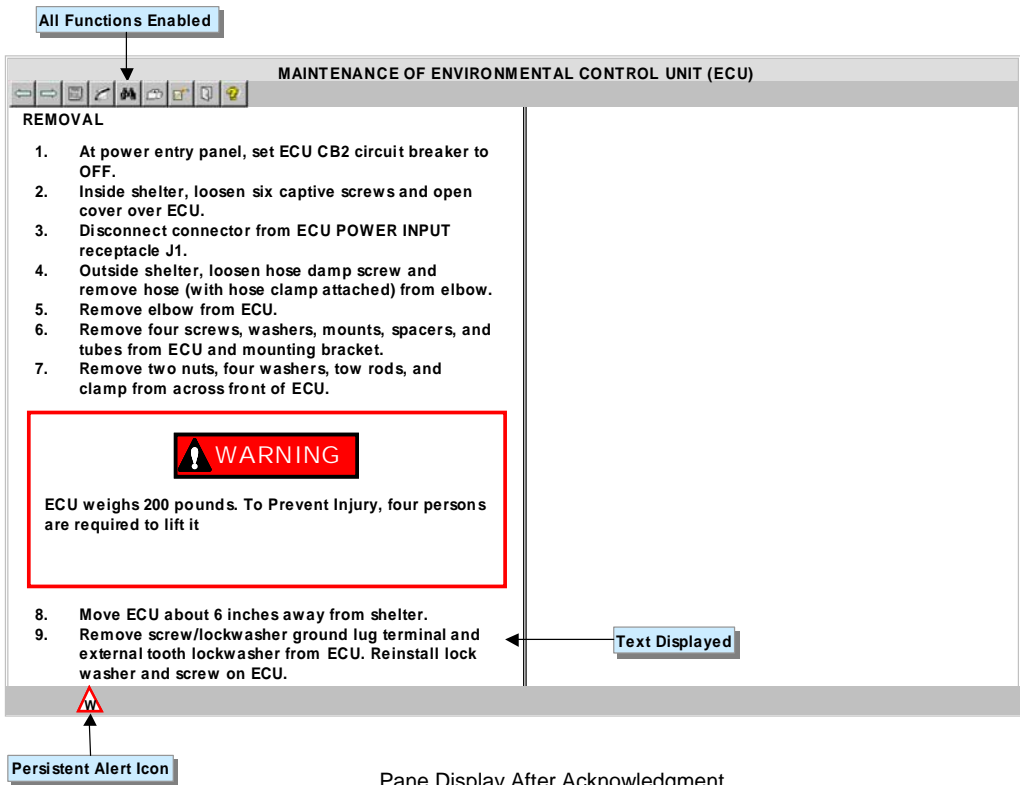 All Functions Enabled
MAINTENANCE OF ENVIRONMENTAL CONTROL UNIT (ECU)
REMOVAL
1. At power entry panel, set ECU CB2 circuit breaker to
OFF.
2. Inside shelter, loosen six captive screws and open
cover over ECU.
3. Disconnect connector from ECU POWER INPUT
receptacle J1.
4. Outside shelter, loosen hose damp screw and
remove hose (with hose clamp attached) from elbow.
5. Remove elbow from ECU.
6. Remove four screws, washers, mounts, spacers, and
tubes from ECU and mounting bracket.
7. Remove two nuts, four washers, tow rods, and
clamp from across front of ECU.
WARNING
ECU weighs 200 pounds. To Prevent Injury, four persons
are required to lift it
8. Move ECU about 6 inches away from shelter.
9. Remove screw/lockwasher ground lug terminal and
external tooth lockwasher from ECU. Reinstall lock
washer and screw on ECU.
Text Displayed
W
Persistent Alert Icon
Pane Display After Acknowledgment